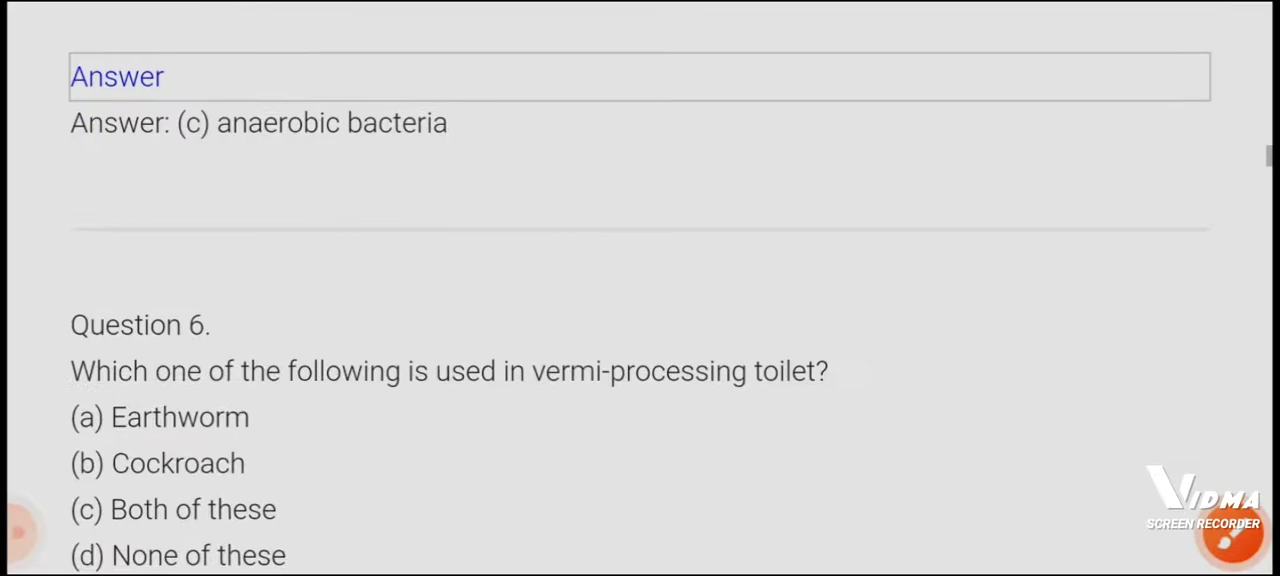 Answer
Answer: (c) anaerobic bacteria
Question 6.
Which one of the following is used in vermi-processing toilet?
(a) Earthworm
(b) Cockroach
(c) Both of these
(d) None of these
VIDMA
SCREEN RECORDER